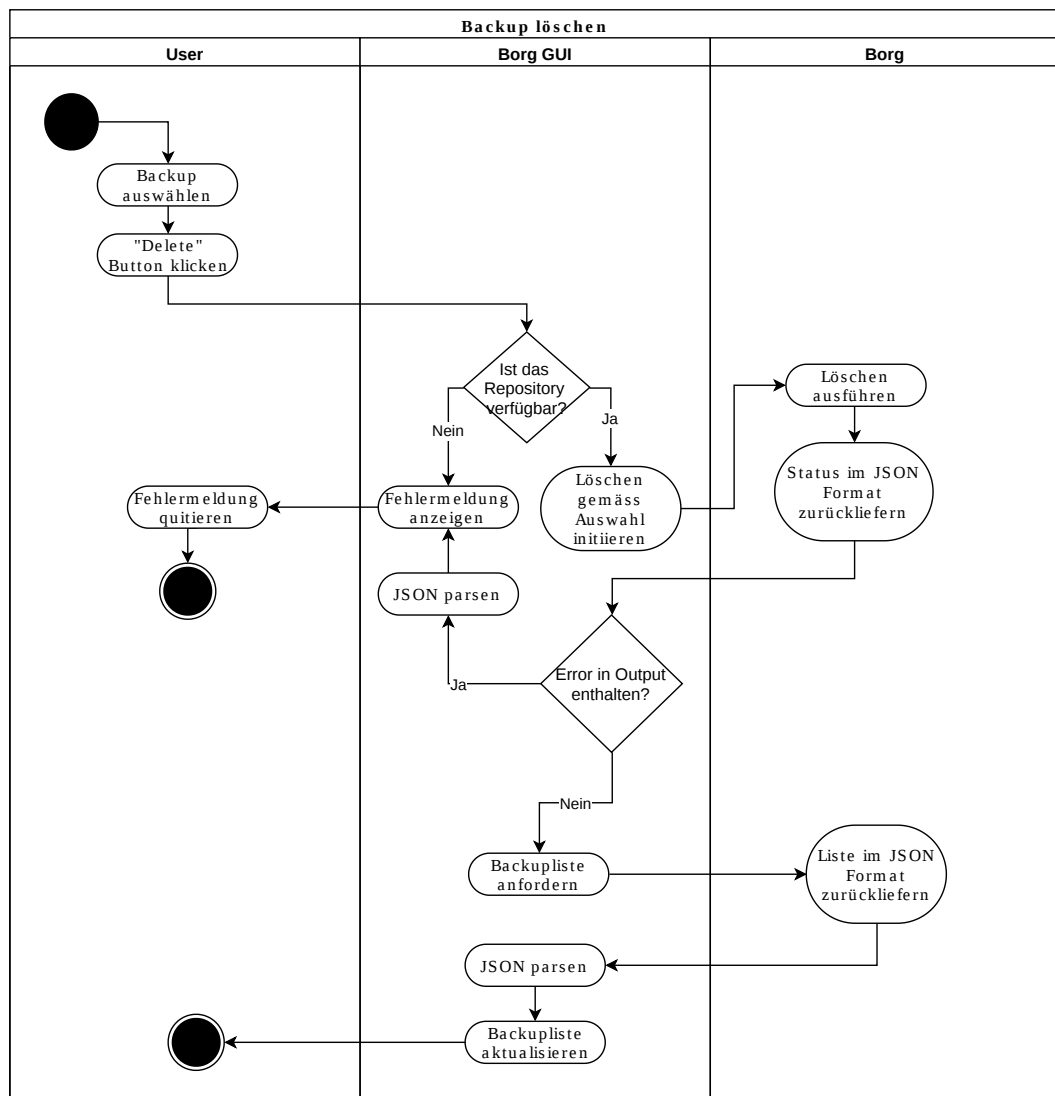 Backup löschen
User
Borg GUI
Borg
Backup
auswählen
"Delete"
Button klicken
Ist das
Repository
verfügbar?
Nein
Ja
Löschen
ausführen
Status im JSON
Format
zurückliefern
Löschen
gemäss
Auswahl
initiieren
Fehlermeldung
anzeigen
Fehlermeldung
quitieren
JSON parsen
Error in Output
enthalten?
Ja
Nein
Backupliste
anfordern
Liste im JSON
Format
zurückliefern
JSON parsen
Backupliste
aktualisieren